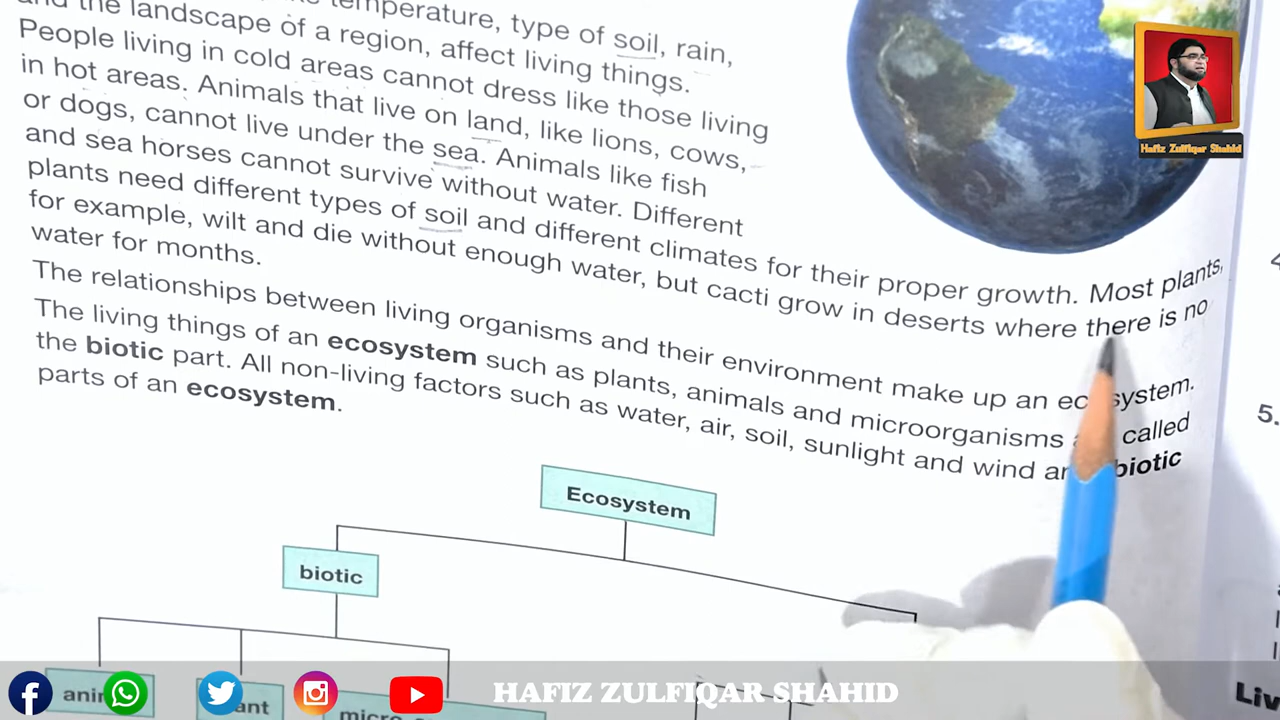 and the landscape of a region, affect living things.
temperature, type of soil, rain,
People living in cold areas cannot dress like those living
in hot areas. Animals that live on land, like lions, cows,
or dogs, cannot live under the sea. Animals like fish
and sea horses cannot survive without water. Different
plants need different types of soil and different climates for their proper growth. Most plants,
for example, wilt and die without enough water, but cacti grow in deserts where there is no
water for months.
The relationships between living organisms and their environment make up an ecosystem.
The living things of an ecosystem such as plants, animals and microorganisms called
the biotic part. All non-living factors such as water, air, soil, sunlight and wind biotic
parts of an ecosystem.
Ecosystem
biotic
Hafiz Zulfiqar Shahid
5.
HAFIZ ZULFIQAR SHAHID